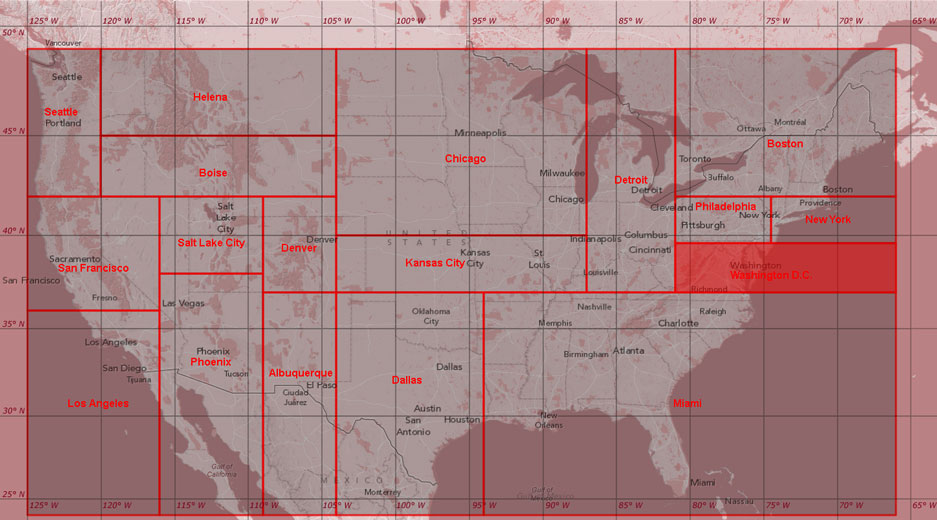 125° W 120° W 115° W 110° W 105° W 100° W 95° W 90° W 85° W 80° W 75° W 70° W 65° W
50° N
Vancouver
Seattle
Helena
Seattle
Portland
Ottawa
Montréal
45° N
Minneapolis
Boston
Chicago
Toronto
Boise
Milwaukee
Detroit
Buffalo
Detroit
Albany
Boston
Chicago
Cleveland
Philadelphia
Providence
Salt
Lake
City
New York
New York
Pittsburgh
40° N
UNITED
STATES
Denver
Salt Lake City
Denver
Indianapolis
Columbus
Cincinnati
Sacramento
San Francisco
Kansas City
Kansas
City
St.
Louis
Louisville
Washington
Washington D.C.
San Francisco
Richmond
Fresno
Las Vegas
Nashville
Oklahoma
City
Raleigh
35° N
Memphis
Charlotte
Los Angeles
Phoenix
Phoenix
Birmingham
Atlanta
San Diego
Tijuana
Tucson
Albuquerque
Dallas
Dallas
El Paso
Ciudad
Juárez
Los Angeles
Miami
Austin
30° N
San
Antonio
Houston
New
Orleans
Gulf of
California
MEXICO
Monterrey
Miami
Gulf of
25° N
Nassau
125° W 120° W 115° W 110° W 105° W 100° W 95° W 90° W 85° W 80° W 75° W 70° W 65° W